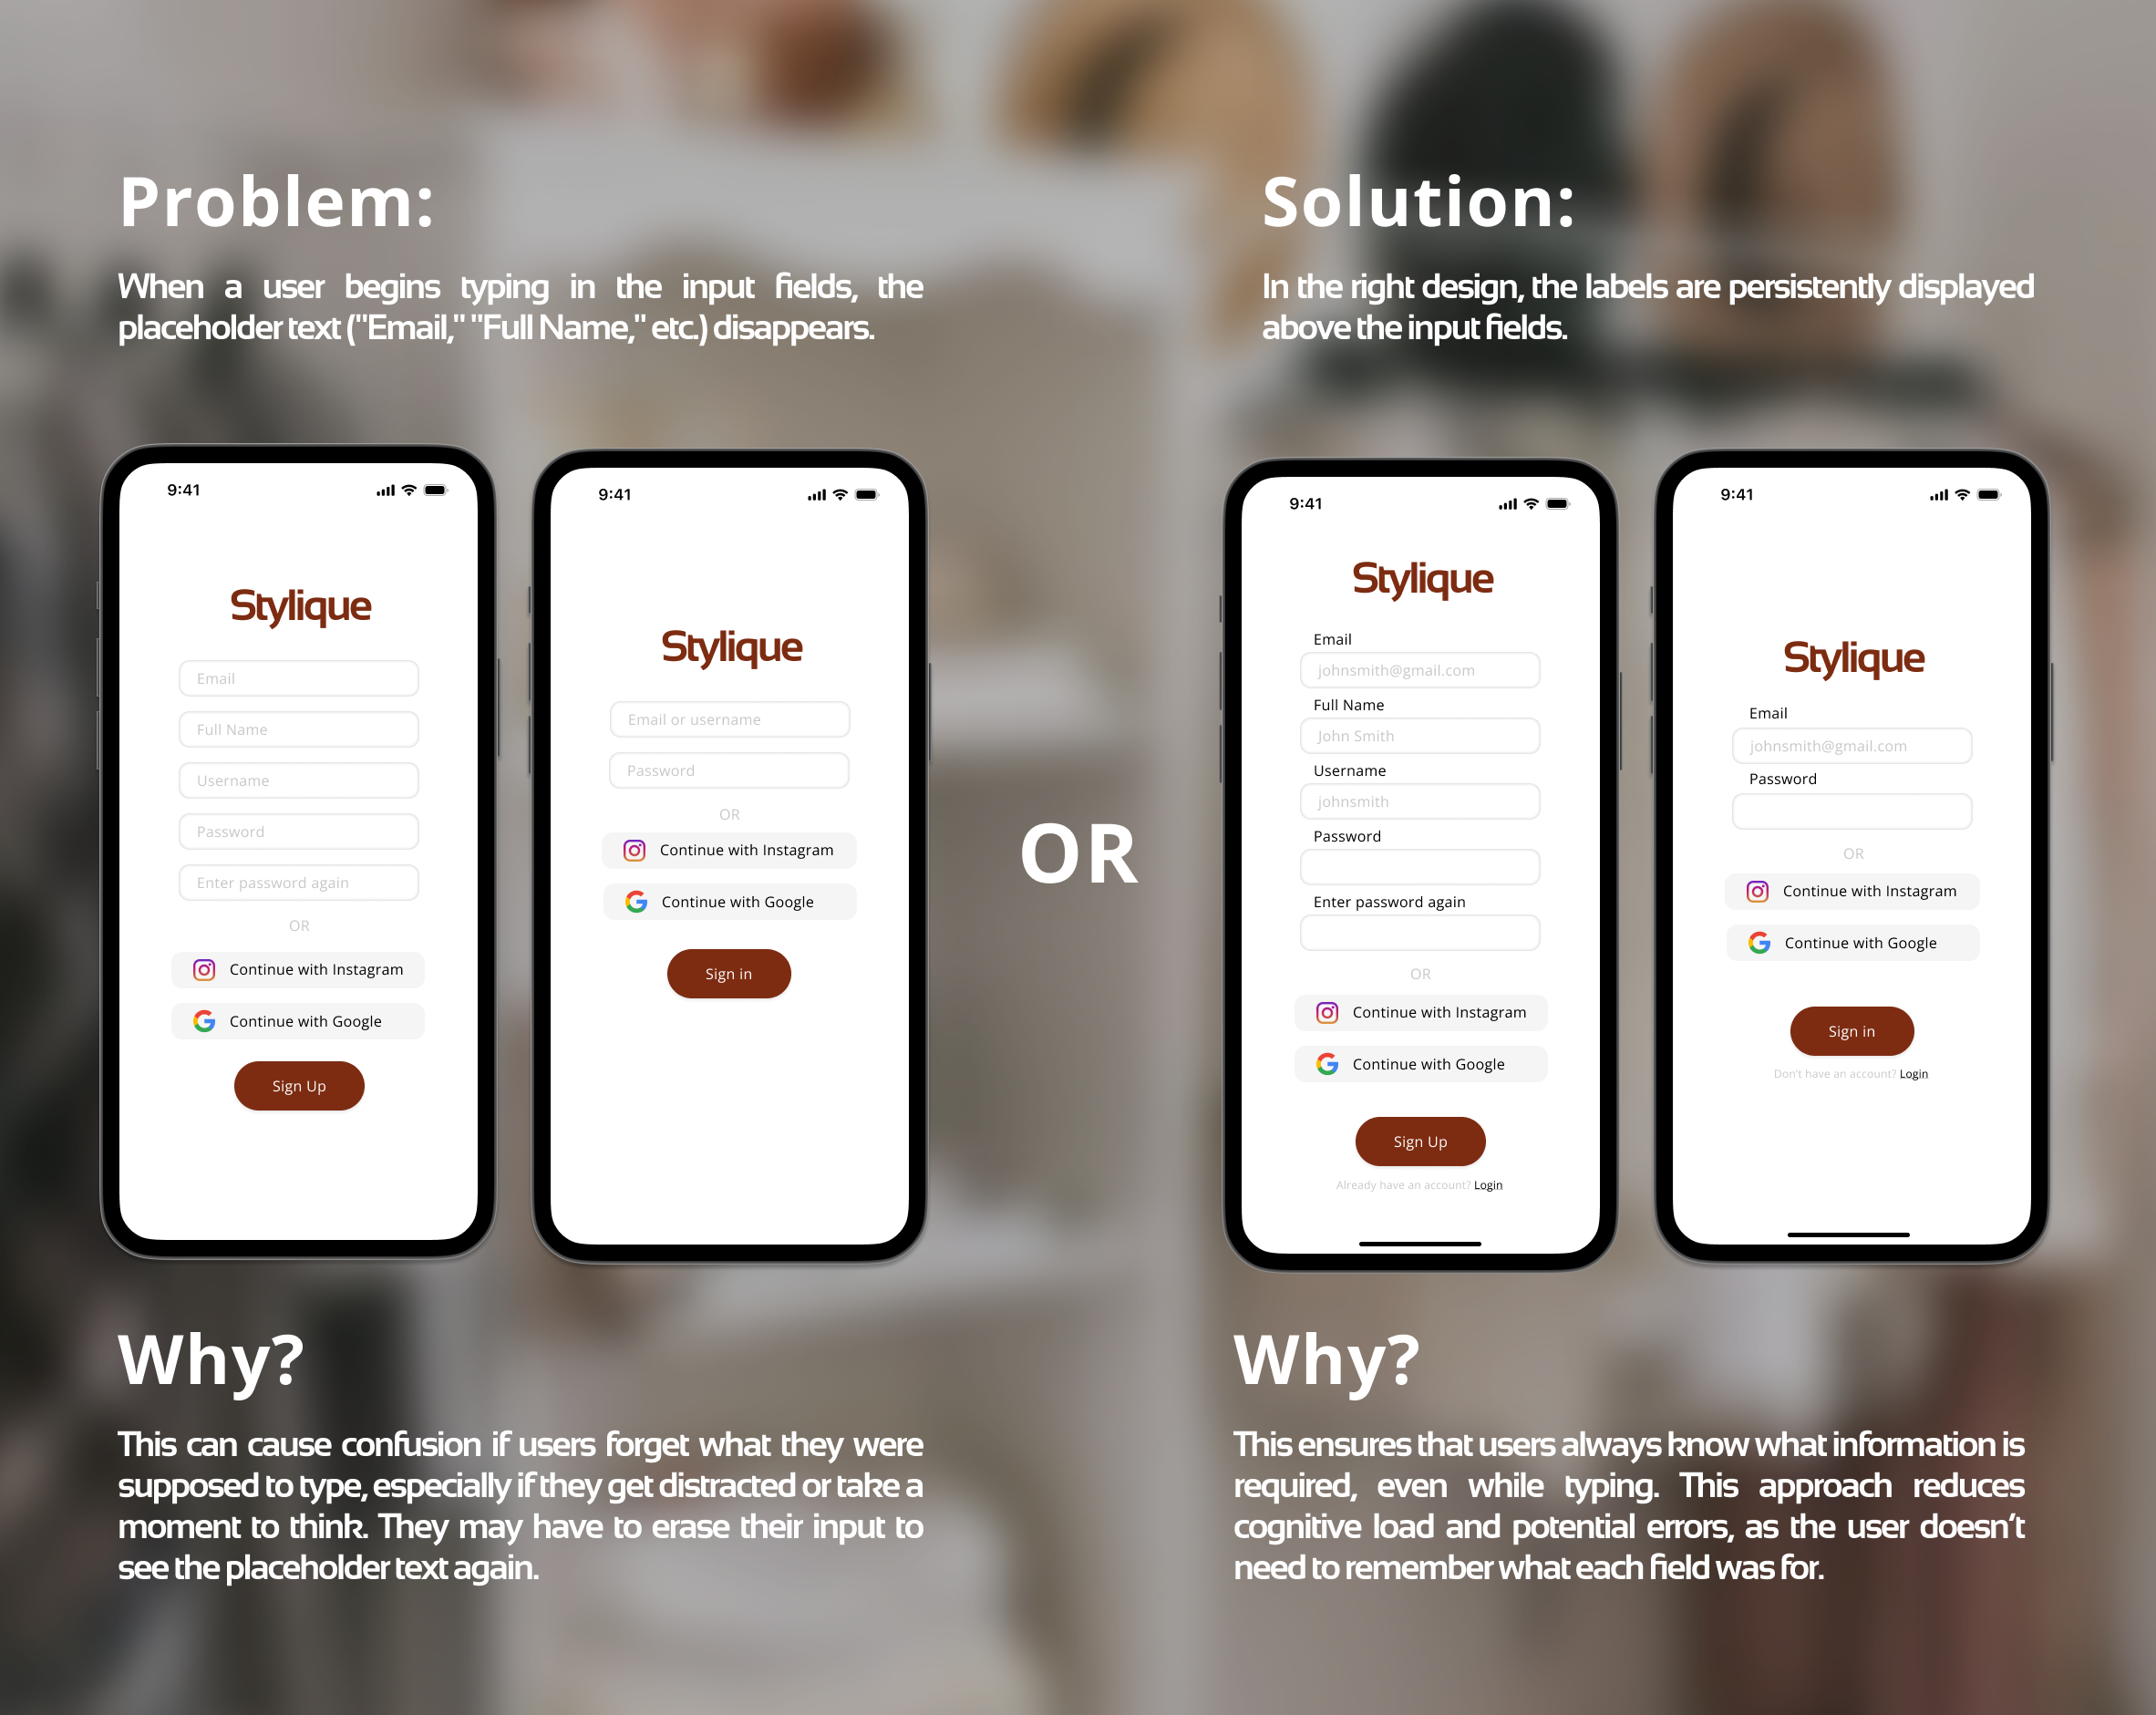 Problem:
When a user begins typing in the input fields, the
placeholder text ("Email," "Full Name," etc.) disappears.
9:41
Stylique
Email
Full Name
Username
Password
Enter password again
OR
Continue with Instagram
Continue with Google
Sign Up
9:41
Stylique
Email or username
Password
OR
Continue with Instagram
Continue with Google
Sign in
Why?
This can cause confusion if users forget what they were
supposed to type, especially if they get distracted or take a
moment to think. They may have to erase their input to
see the placeholder text again.
OR
Solution:
In the right design, the labels are persistently displayed
above the input fields.
9:41
Stylique
Email
johnsmith@gmail.com
Full Name
John Smith
Username
johnsmith
Password
Enter password again
OR
Continue with Instagram
Continue with Google
Sign Up
Already have an account? Login
9:41
Stylique
Email
johnsmith@gmail.com
Password
OR
Continue with Instagram
Continue with Google
Sign in
Don't have an account? Login
Why?
This ensures that users always know what information is
required, even while typing. This approach reduces
cognitive load and potential errors, as the user doesn't
need to remember what each field was for.